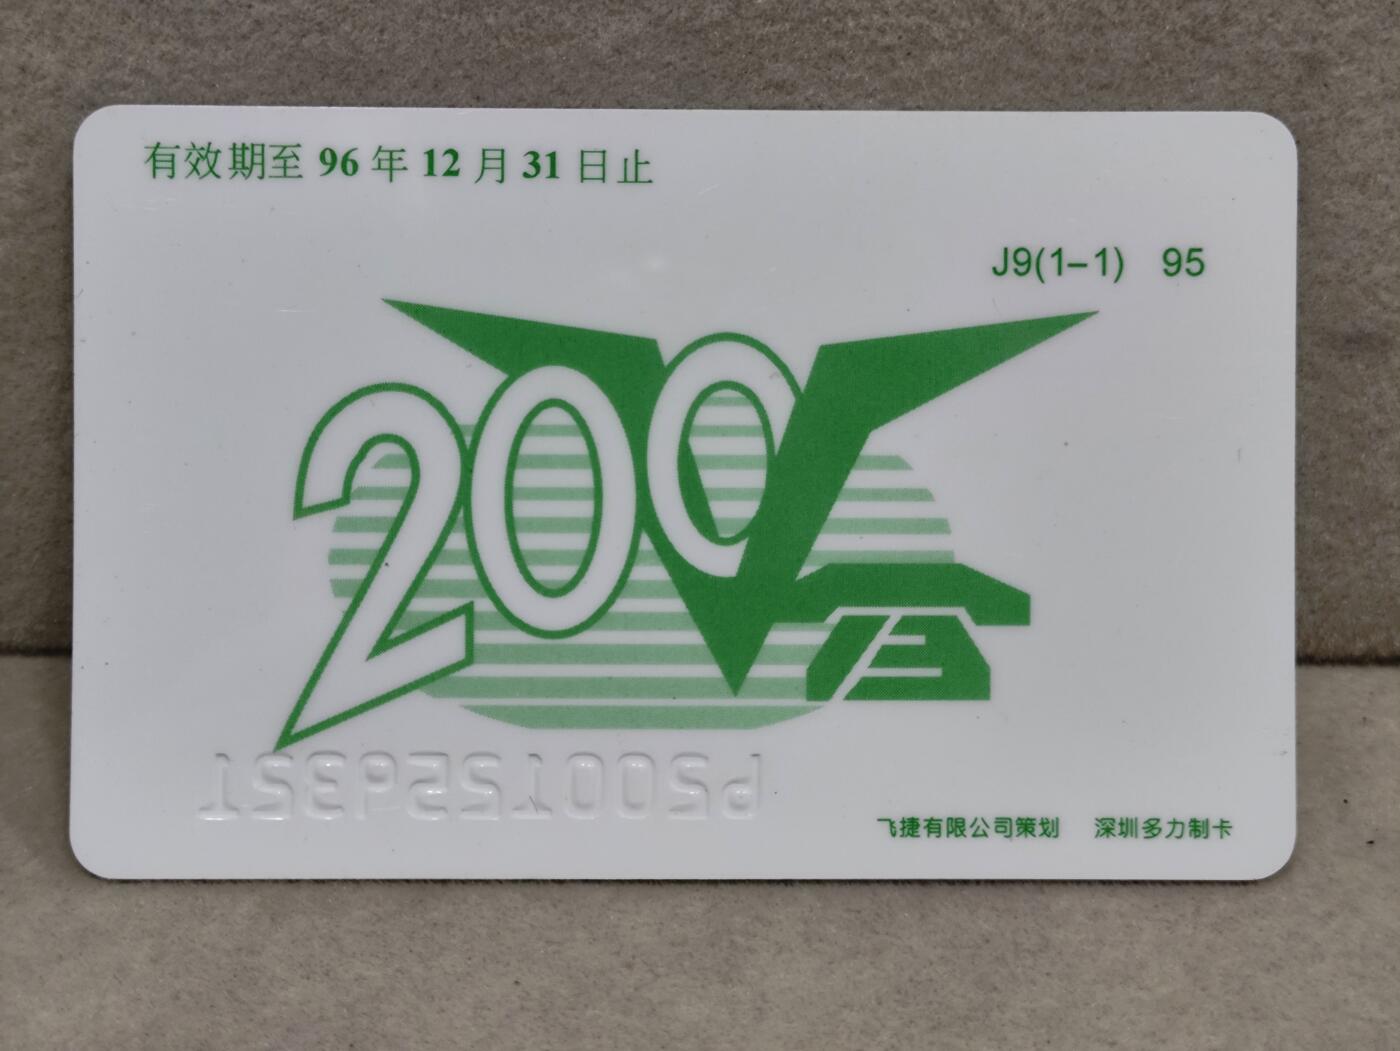 有效期至 96 年 12 月 31 日止
J9(1-1) 95
200
飞捷有限公司策划 深圳多力制卡